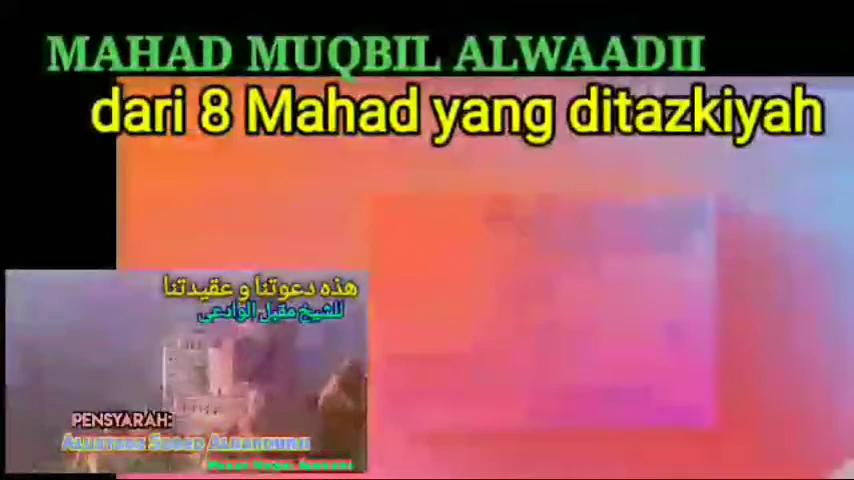 MAHAD MUQBIL ALWAADII
dari 8 Mahad yang ditazkiyah
هذه دعوتنا و عقيدتنا
للشيخ مقبل الوادعي
PENSYARAH: